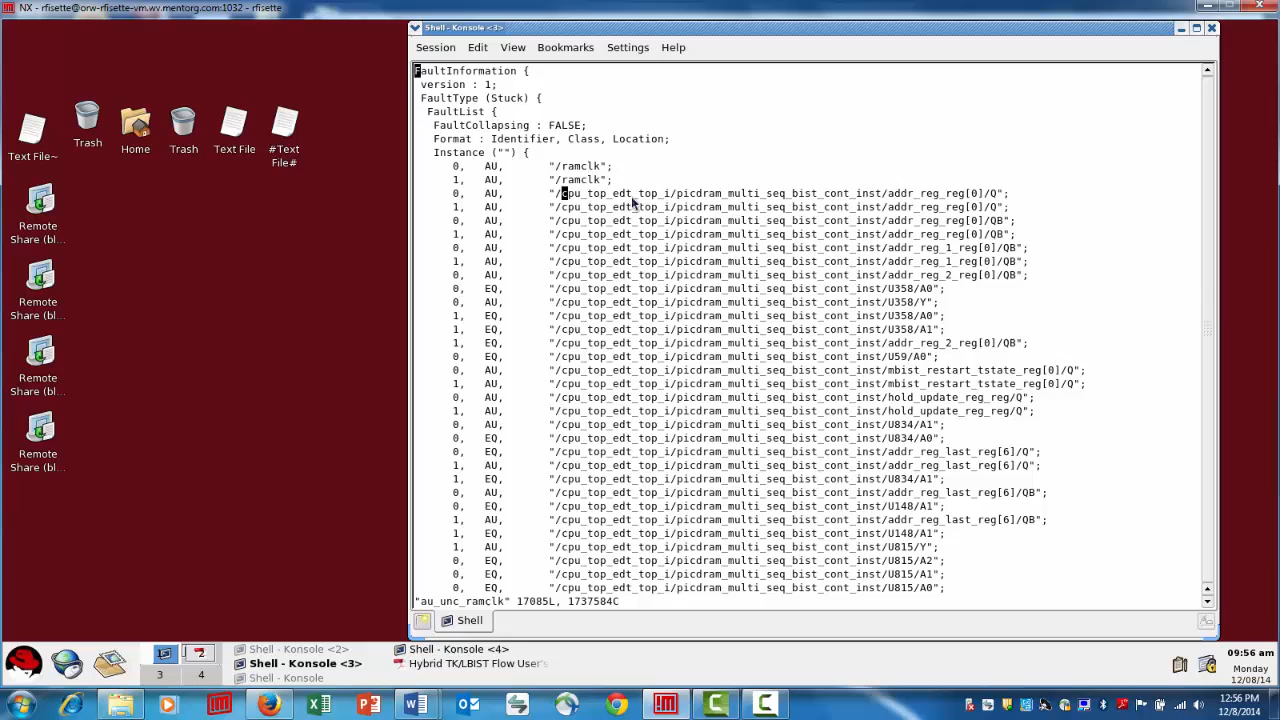 NX - rfisette@orw-rfisette-vm.wv.mentorg.com:1032 - rfisette
Shell - Konsole <3>
Session Edit View Bookmarks Settings Help
FaultInformation {
version : 1;
FaultType (Stuck) {
FaultList {
FaultCollapsing : FALSE;
Format : Identifier, Class, Location;
Instance ("") {
0, AU, "/ramclk";
1, AU, "/ramclk";
0, AU, "/cpu_top_edt_top_i/picdram_multi_seq_bist_cont_inst/addr_reg_reg[0]/Q";
1, AU, "/cpu_top_edt_top_i/picdram_multi_seq_bist_cont_inst/addr_reg_reg[0]/Q";
0, AU, "/cpu_top_edt_top_i/picdram_multi_seq_bist_cont_inst/addr_reg_reg[0]/QB";
1, AU, "/cpu_top_edt_top_i/picdram_multi_seq_bist_cont_inst/addr_reg_reg[0]/QB";
0, AU, "/cpu_top_edt_top_i/picdram_multi_seq_bist_cont_inst/addr_reg_1_reg[0]/QB";
1, AU, "/cpu_top_edt_top_i/picdram_multi_seq_bist_cont_inst/addr_reg_1_reg[0]/QB";
0, AU, "/cpu_top_edt_top_i/picdram_multi_seq_bist_cont_inst/addr_reg_2_reg[0]/QB";
0, EQ, "/cpu_top_edt_top_i/picdram_multi_seq_bist_cont_inst/U358/A0";
0, AU, "/cpu_top_edt_top_i/picdram_multi_seq_bist_cont_inst/U358/Y";
1, EQ, "/cpu_top_edt_top_i/picdram_multi_seq_bist_cont_inst/U358/A0";
1, EQ, "/cpu_top_edt_top_i/picdram_multi_seq_bist_cont_inst/U358/A1";
1, EQ, "/cpu_top_edt_top_i/picdram_multi_seq_bist_cont_inst/addr_reg_2_reg[0]/QB";
0, EQ, "/cpu_top_edt_top_i/picdram_multi_seq_bist_cont_inst/U59/A0";
0, AU, "/cpu_top_edt_top_i/picdram_multi_seq_bist_cont_inst/mbist_restart_tstate_reg[0]/Q";
1, AU, "/cpu_top_edt_top_i/picdram_multi_seq_bist_cont_inst/mbist_restart_tstate_reg[0]/Q";
0, AU, "/cpu_top_edt_top_i/picdram_multi_seq_bist_cont_inst/hold_update_reg_reg/Q";
1, AU, "/cpu_top_edt_top_i/picdram_multi_seq_bist_cont_inst/hold_update_reg_reg/Q";
0, AU, "/cpu_top_edt_top_i/picdram_multi_seq_bist_cont_inst/U834/A1";
0, EQ, "/cpu_top_edt_top_i/picdram_multi_seq_bist_cont_inst/U834/A0";
0, EQ, "/cpu_top_edt_top_i/picdram_multi_seq_bist_cont_inst/addr_reg_last_reg[6]/Q";
1, AU, "/cpu_top_edt_top_i/picdram_multi_seq_bist_cont_inst/addr_reg_last_reg[6]/Q";
1, EQ, "/cpu_top_edt_top_i/picdram_multi_seq_bist_cont_inst/U834/A1";
0, AU, "/cpu_top_edt_top_i/picdram_multi_seq_bist_cont_inst/addr_reg_last_reg[6]/QB";
0, EQ, "/cpu_top_edt_top_i/picdram_multi_seq_bist_cont_inst/U148/A1";
1, AU, "/cpu_top_edt_top_i/picdram_multi_seq_bist_cont_inst/addr_reg_last_reg[6]/QB";
1, EQ, "/cpu_top_edt_top_i/picdram_multi_seq_bist_cont_inst/U148/A1";
1, AU, "/cpu_top_edt_top_i/picdram_multi_seq_bist_cont_inst/U815/Y";
0, EQ, "/cpu_top_edt_top_i/picdram_multi_seq_bist_cont_inst/U815/A2";
0, EQ, "/cpu_top_edt_top_i/picdram_multi_seq_bist_cont_inst/U815/A1";
0, EQ, "/cpu_top_edt_top_i/picdram_multi_seq_bist_cont_inst/U815/A0";
"au_unc_ramclk" 17085L, 1737584C
Shell
Text File~
Trash
Home
Trash
Text File
#Text
File#
Remote
Share (bl...
Remote
Share (bl...
Remote
Share (bl...
Remote
Share (bl...
1 2
3 4
Shell - Konsole <2>
Shell - Konsole <3>
Shell - Konsole
Shell - Konsole <4>
Hybrid TK/LBIST Flow User's
09:56 am
Monday
12/08/14
12:56 PM
12/8/2014